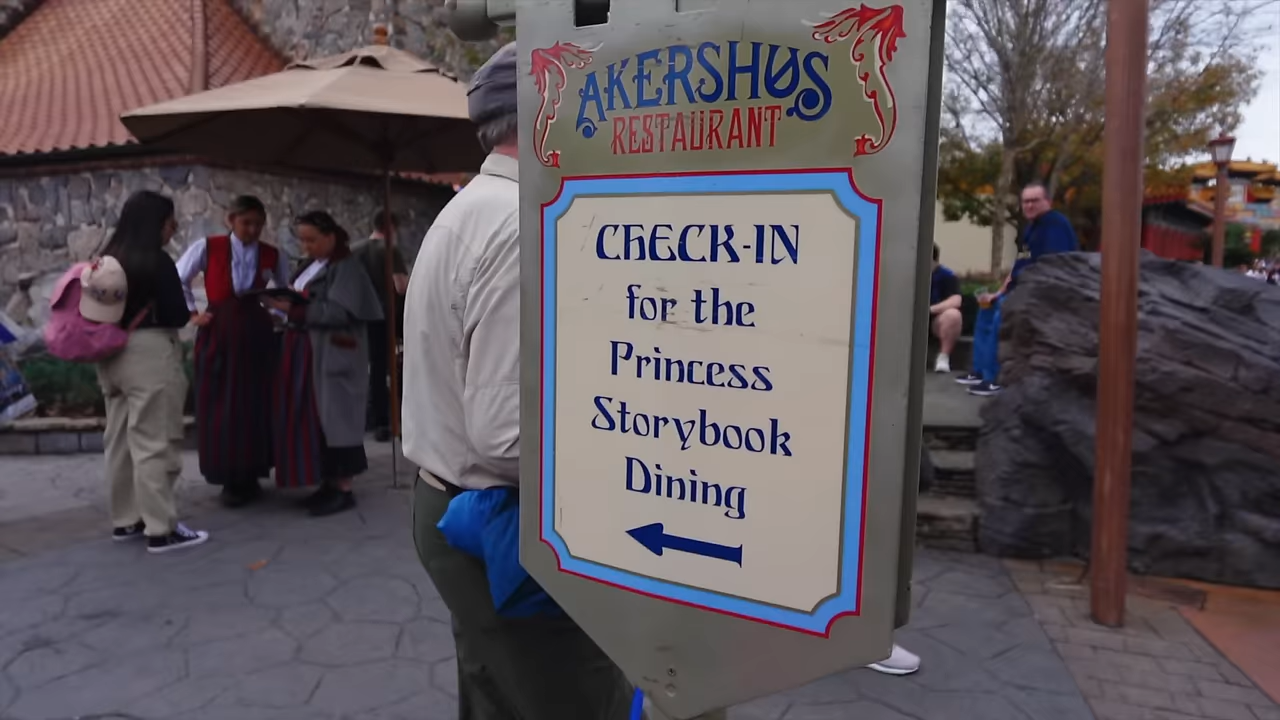 AKERSHUS
RESTAURANT
CHECK-IN
for the
Princess
Storybook
Dining